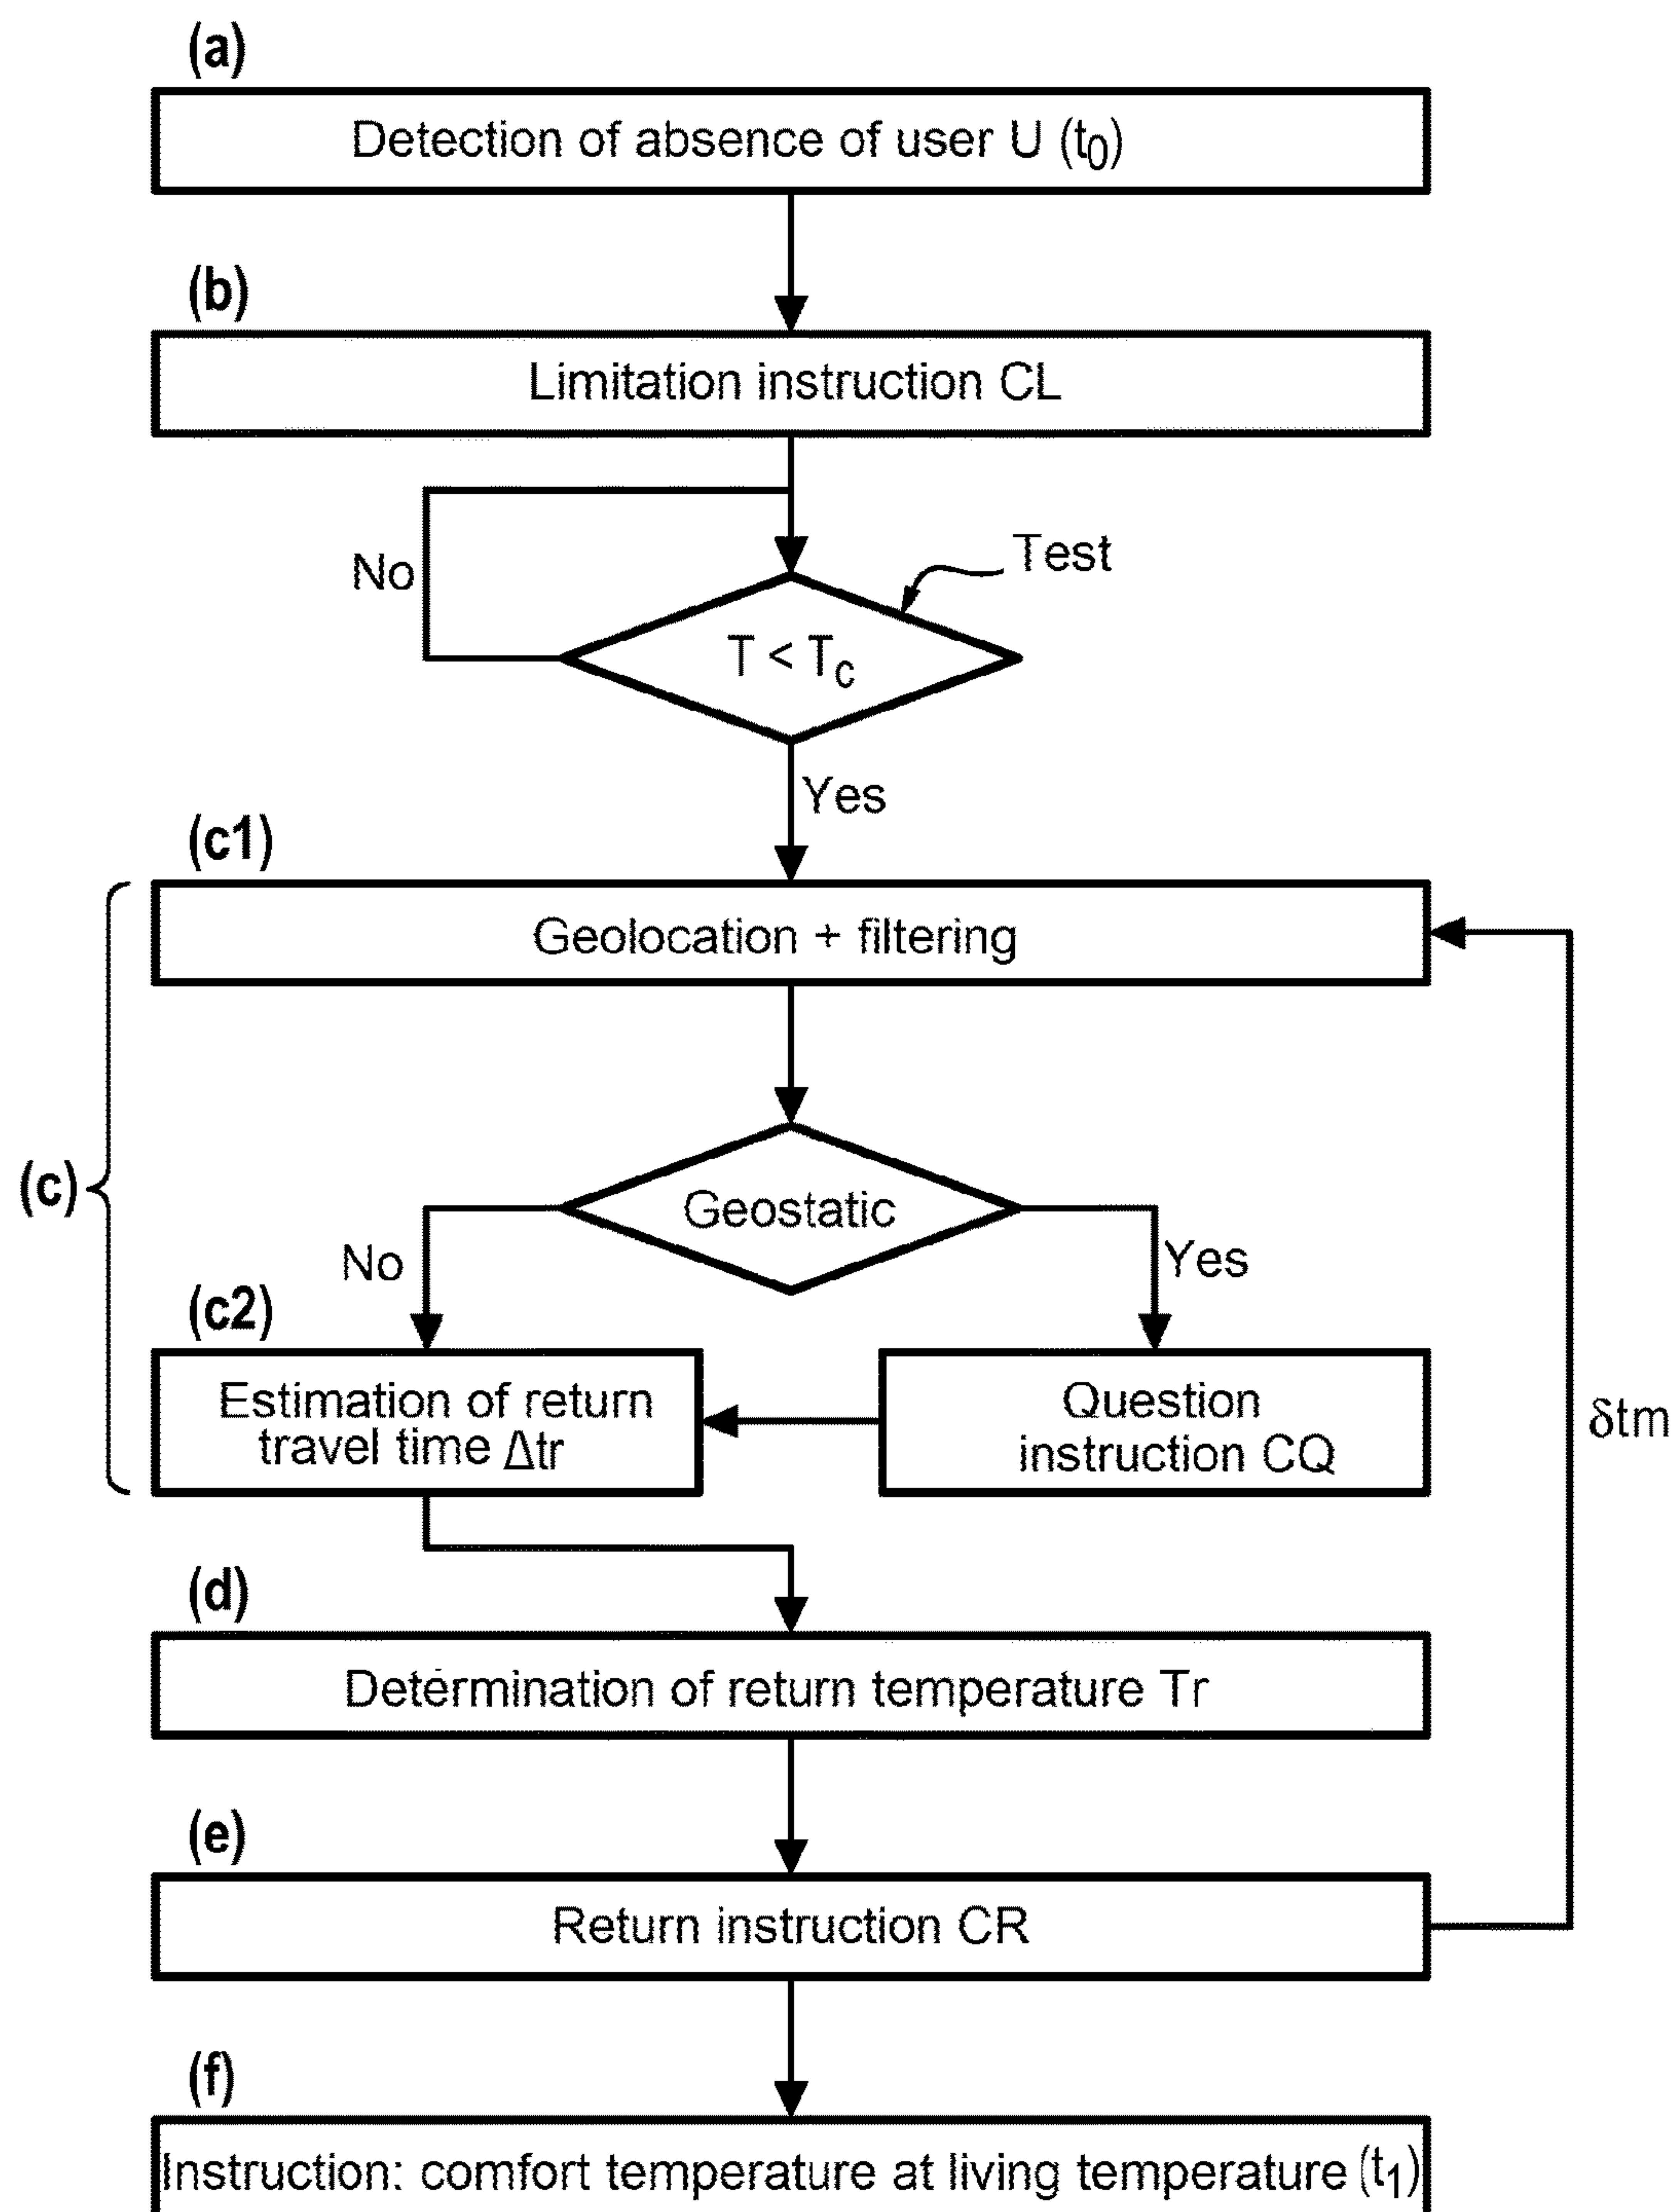 (a)
Detection of absence of user U (t0)
(b)
Limitation instruction CL
Test
No
T < Tc
Yes
(c1)
Geolocation + filtering
(c)
Geostatic
No
Yes
(c2)
Estimation of return
travel time Δtr
Question
instruction CQ
δtm
(d)
Determination of return temperature Tr
(e)
Return instruction CR
(f)
Instruction: comfort temperature at living temperature (t1)